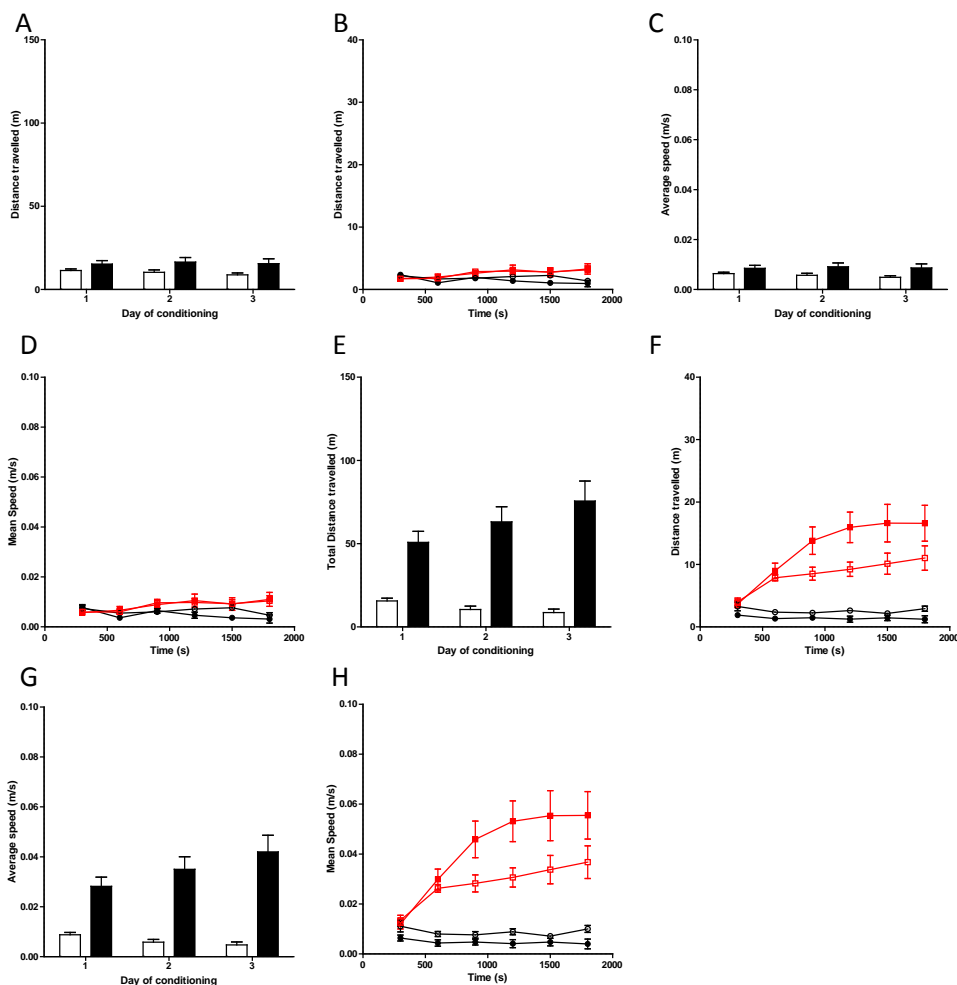 A
Distance travelled (m)
150
100
50
0
1 2 3
Day of conditioning
B
Distance travelled (m)
40
30
20
10
0
0 500 1000 1500 2000
Time (s)
C
Average speed (m/s)
0.10
0.08
0.06
0.04
0.02
0.00
1 2 3
Day of conditioning
D
Mean Speed (m/s)
0.10
0.08
0.06
0.04
0.02
0.00
0 500 1000 1500 2000
Time (s)
E
Total Distance travelled (m)
150
100
50
0
1 2 3
Day of conditioning
F
Distance travelled (m)
40
30
20
10
0
0 500 1000 1500 2000
Time (s)
G
Average speed (m/s)
0.10
0.08
0.06
0.04
0.02
0.00
1 2 3
Day of conditioning
H
Mean Speed (m/s)
0.10
0.08
0.06
0.04
0.02
0.00
0 500 1000 1500 2000
Time (s)